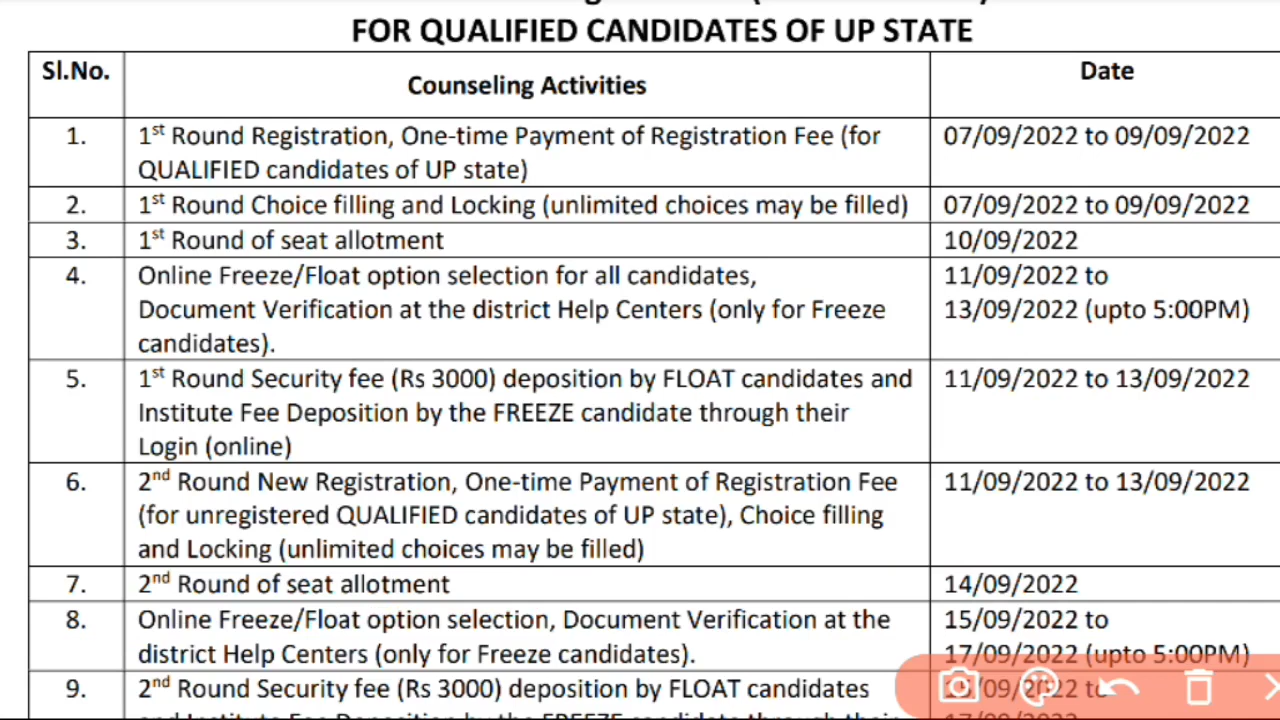 FOR QUALIFIED CANDIDATES OF UP STATE
Sl.No.
Counseling Activities
Date
1.
1st Round Registration, One-time Payment of Registration Fee (for
QUALIFIED candidates of UP state)
07/09/2022 to 09/09/2022
2.
1st Round Choice filling and Locking (unlimited choices may be filled)
07/09/2022 to 09/09/2022
3.
1st Round of seat allotment
10/09/2022
4.
Online Freeze/Float option selection for all candidates,
Document Verification at the district Help Centers (only for Freeze
candidates).
11/09/2022 to
13/09/2022 (upto 5:00PM)
5.
1st Round Security fee (Rs 3000) deposition by FLOAT candidates and
Institute Fee Deposition by the FREEZE candidate through their
Login (online)
11/09/2022 to 13/09/2022
6.
2nd Round New Registration, One-time Payment of Registration Fee
(for unregistered QUALIFIED candidates of UP state), Choice filling
and Locking (unlimited choices may be filled)
11/09/2022 to 13/09/2022
7.
2nd Round of seat allotment
14/09/2022
8.
Online Freeze/Float option selection, Document Verification at the
district Help Centers (only for Freeze candidates).
15/09/2022 to
17/09/2022 (upto 5:00PM)
9.
2nd Round Security fee (Rs 3000) deposition by FLOAT candidates